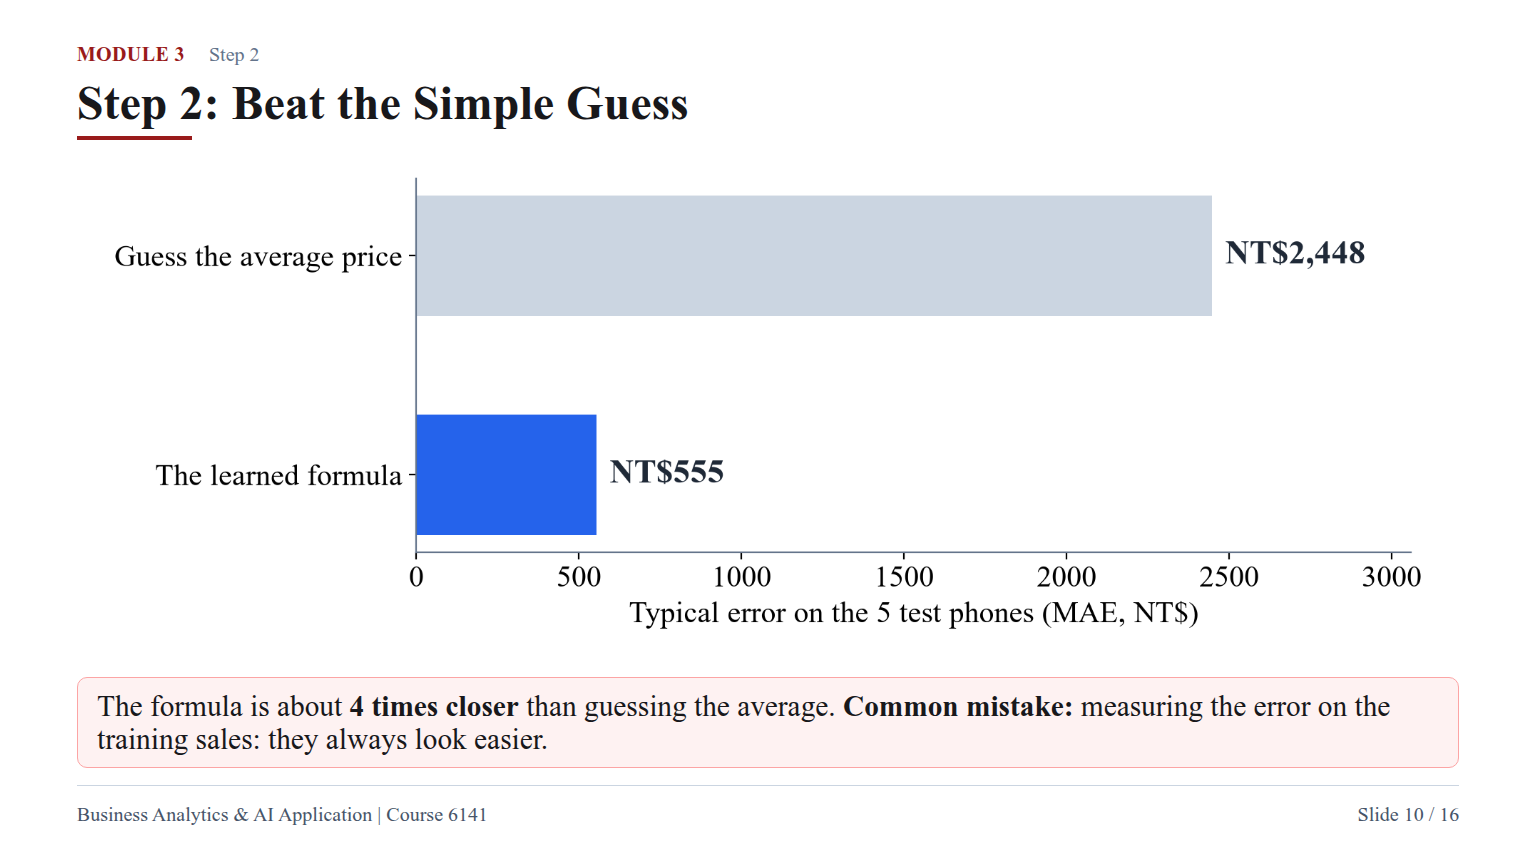 MODULE 3 Step 2
Step 2: Beat the Simple Guess
Guess the average price
NT$2,448
The learned formula
NT$555
0 500 1000 1500 2000 2500 3000
Typical error on the 5 test phones (MAE, NT$)
The formula is about 4 times closer than guessing the average. Common mistake: measuring the error on the
training sales: they always look easier.
Business Analytics & AI Application | Course 6141
Slide 10 / 16